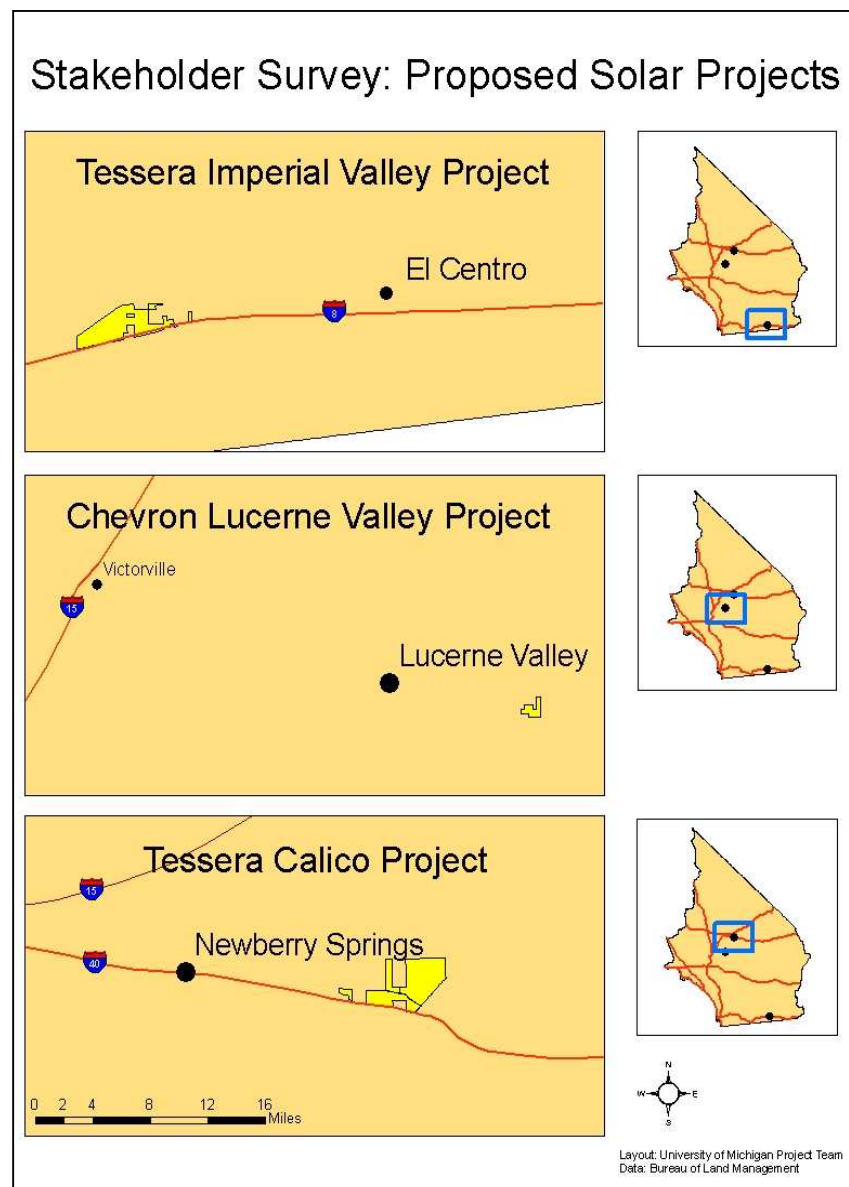 Stakeholder Survey: Proposed Solar Projects
Tessera Imperial Valley Project
El Centro
8
Chevron Lucerne Valley Project
Victorville
15
Lucerne Valley
Tessera Calico Project
15
Newberry Springs
40
0 2 4 8 12 16
Miles
N
W E
S
Layout: University of Michigan Project Team
Data: Bureau of Land Management